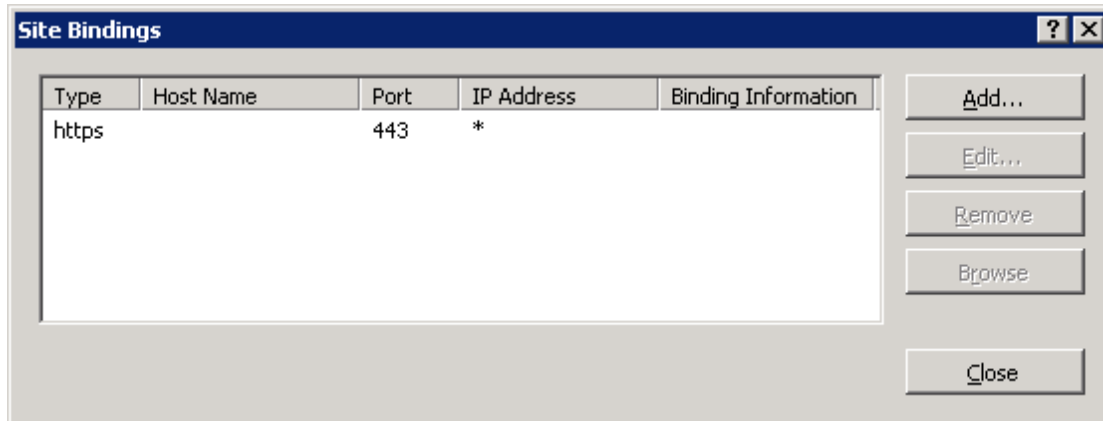 Site Bindings
Type Host Name Port IP Address Binding Information
https 443 *
Add...
Edit...
Remove
Browse
Close